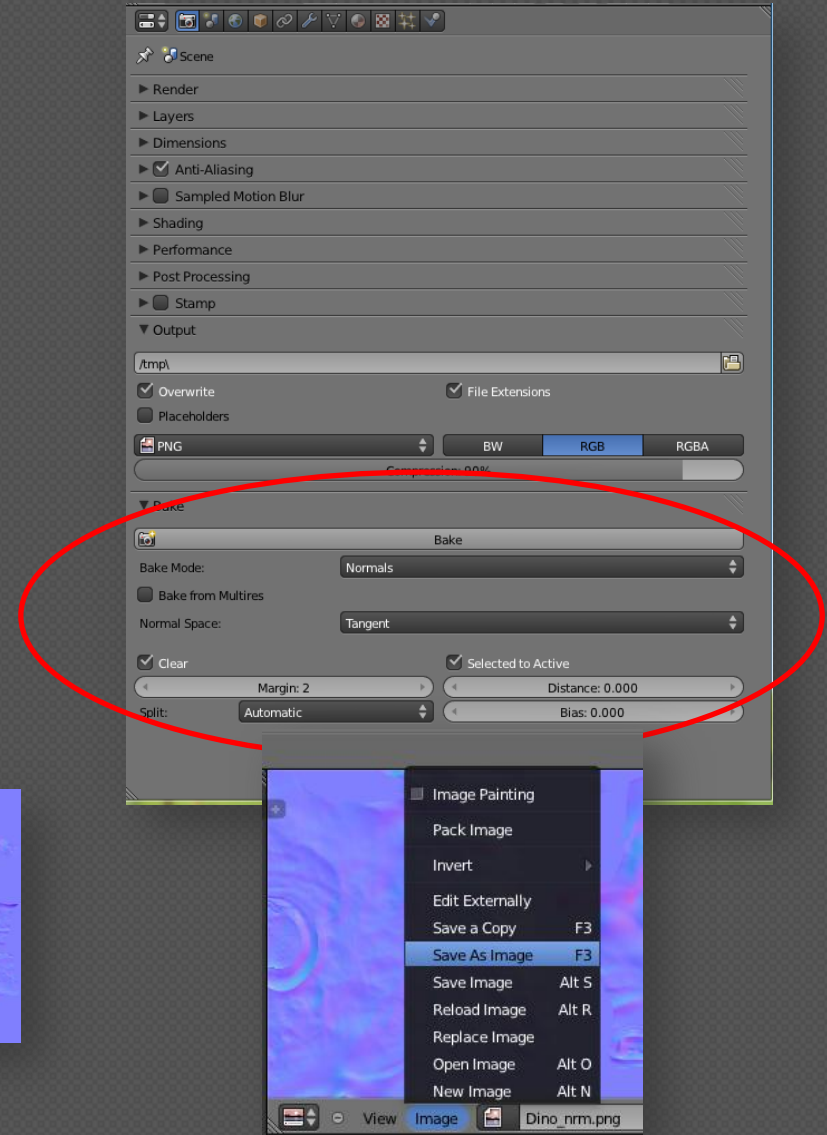 Scene
Render
Layers
Dimensions
Anti-Aliasing
Sampled Motion Blur
Shading
Performance
Post Processing
Stamp
Output
/tmp\
Overwrite File Extensions
Placeholders
PNG BW RGB RGBA
Compression: 90%
Bake
Bake
Bake Mode: Normals
Bake from Multires
Normal Space: Tangent
Clear Selected to Active
Margin: 2 Distance: 0.000
Split: Automatic Bias: 0.000
Image Painting
Pack Image
Invert
Edit Externally
Save a Copy F3
Save As Image F3
Save Image Alt S
Reload Image Alt R
Replace Image
Open Image Alt O
New Image Alt N
View Image Dino_nrm.png